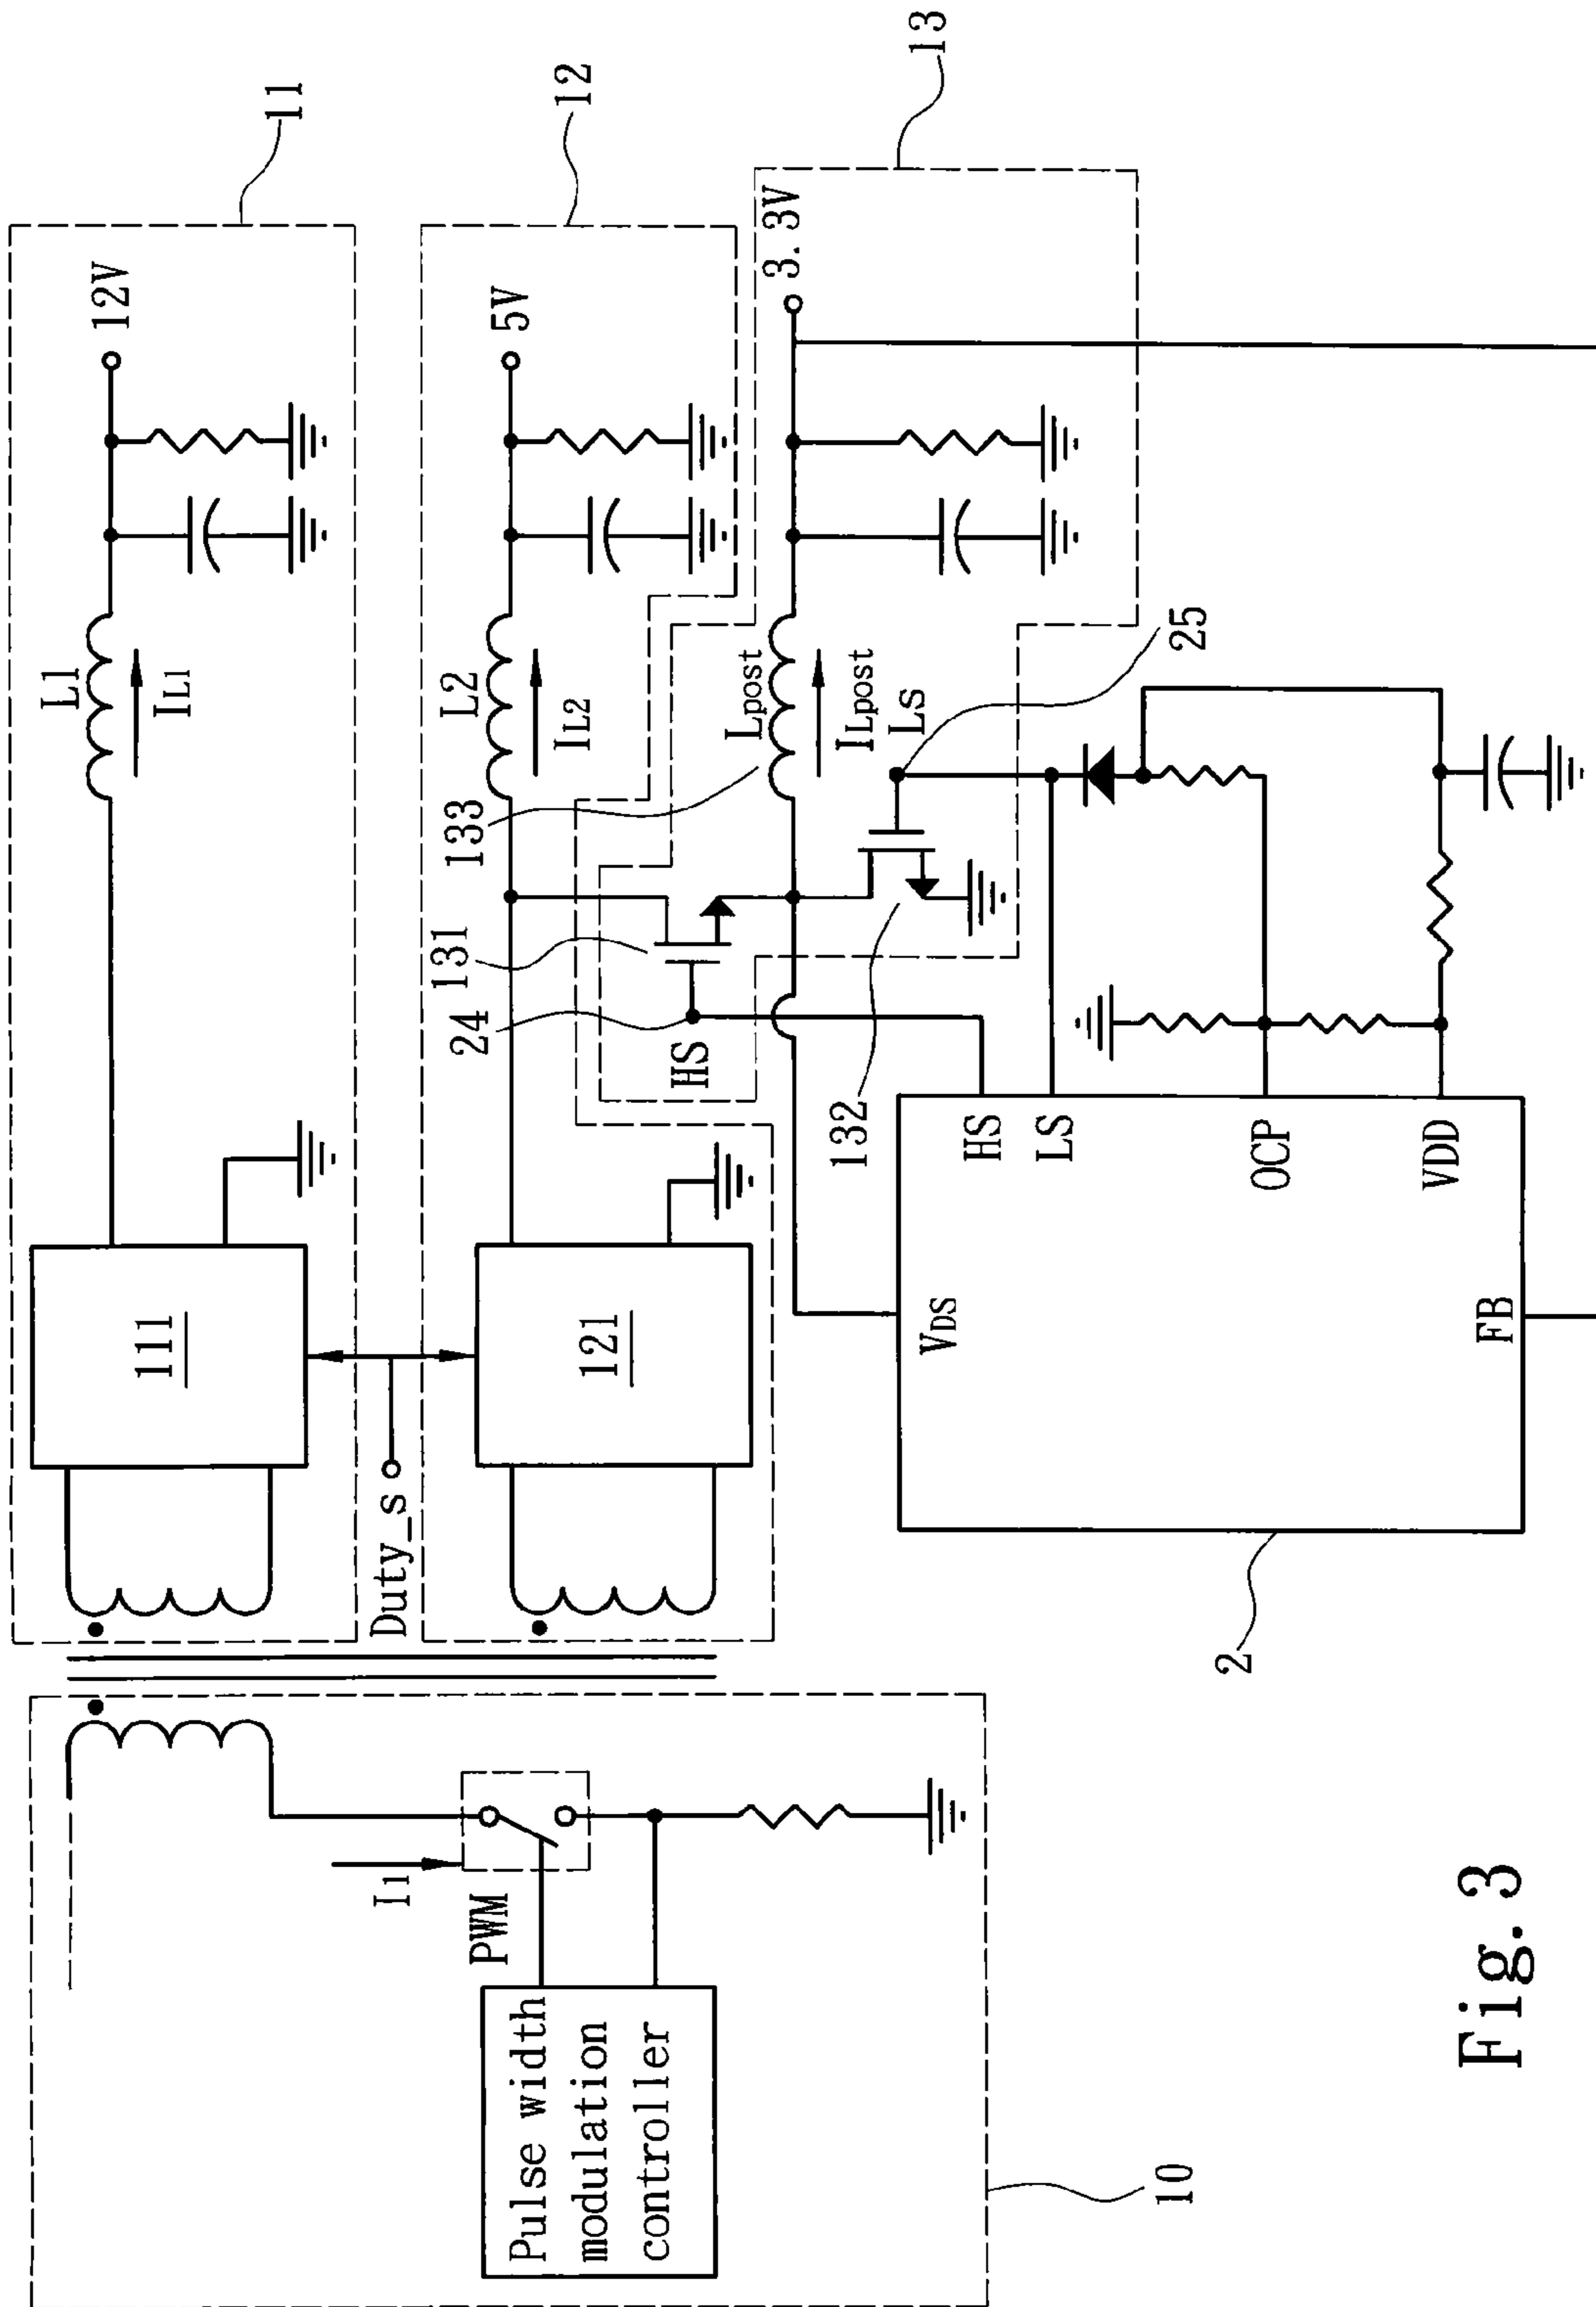 11
12
13
12V
5V
3.3V
L1
IL1
L2
IL2
Lpost
ILpost
Ls
25
133
131
24
HS
132
111
121
Duty_s
VDS
HS
LS
OCP
VDD
FB
2
I1
PWM
Pulse width
modulation
controller
10
Fig. 3